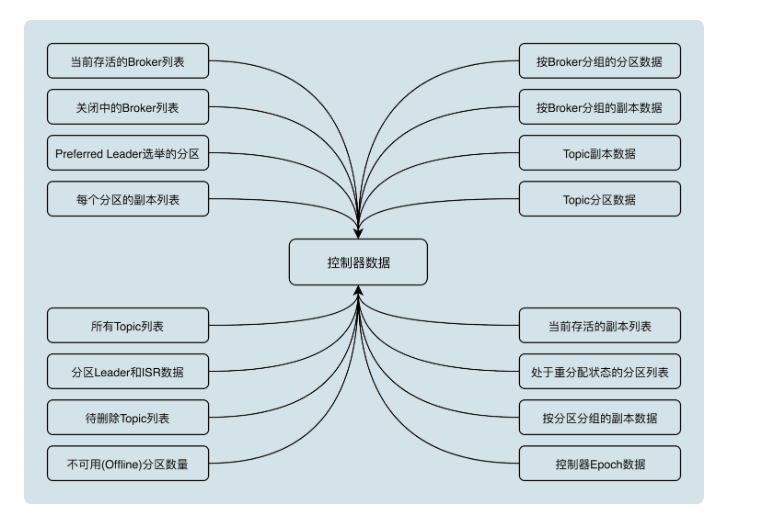 当前存活的Broker列表
关闭中的Broker列表
Preferred Leader选举的分区
每个分区的副本列表
按Broker分组的分区数据
按Broker分组的副本数据
Topic副本数据
Topic分区数据
控制器数据
所有Topic列表
分区Leader和ISR数据
待删除Topic列表
不可用(Offline)分区数量
当前存活的副本列表
处于重分配状态的分区列表
按分区分组的副本数据
控制器Epoch数据